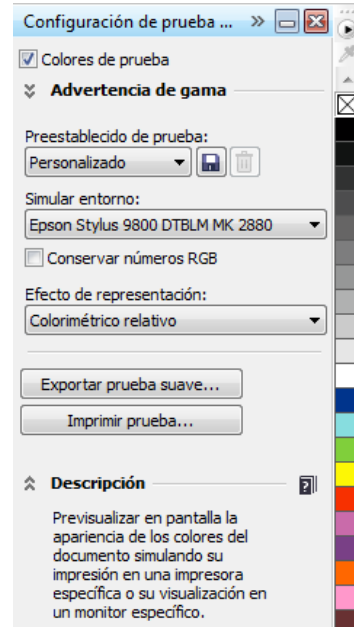 Configuración de prueba ...
Colores de prueba
Advertencia de gama
Preestablecido de prueba:
Personalizado
Simular entorno:
Epson Stylus 9800 DTBLM MK 2880
Conservar números RGB
Efecto de representación:
Colorimétrico relativo
Exportar prueba suave...
Imprimir prueba...
Descripción
Previsualizar en pantalla la
apariencia de los colores del
documento simulando su
impresión en una impresora
específica o su visualización en
un monitor específico.